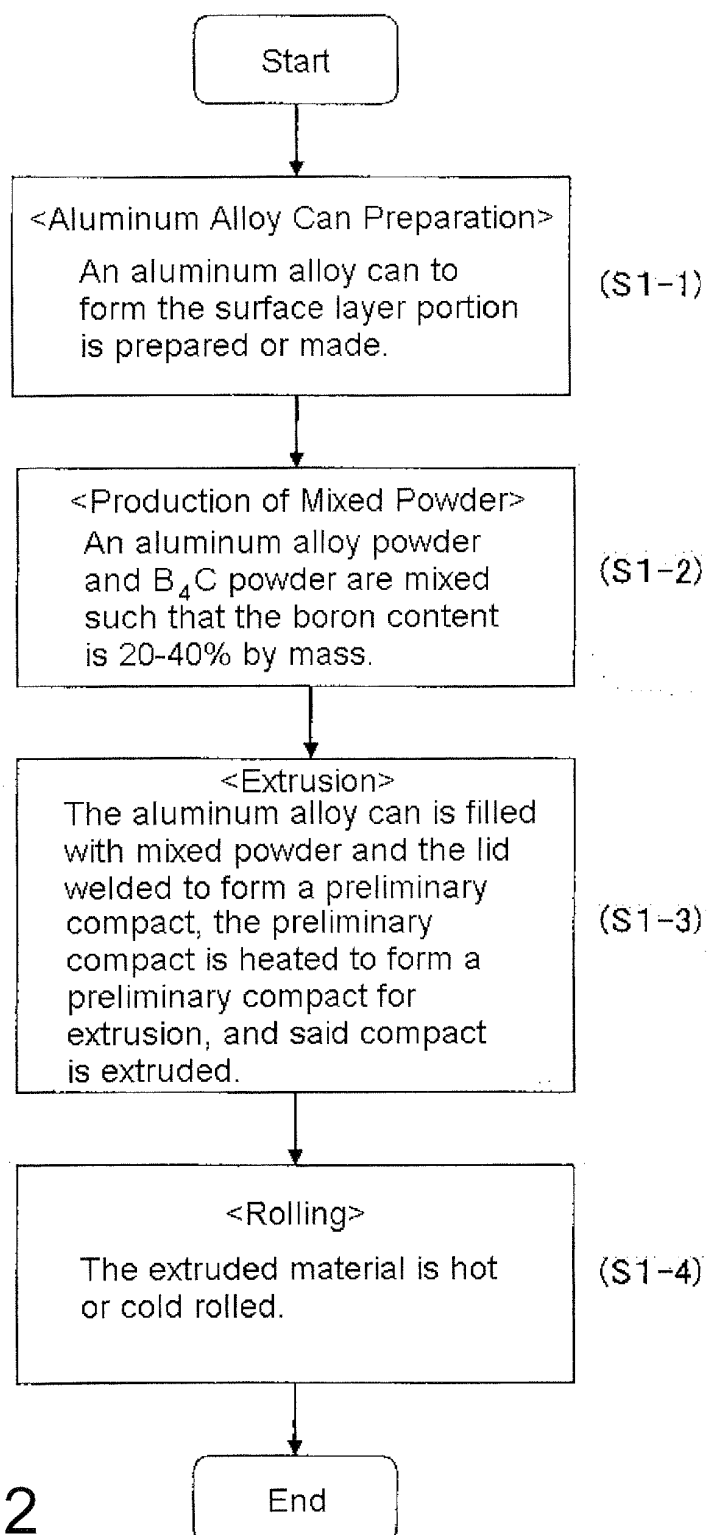 Start
<Aluminum Alloy Can Preparation>
An aluminum alloy can to
form the surface layer portion
is prepared or made.
(S1-1)
<Production of Mixed Powder>
An aluminum alloy powder
and B₄C powder are mixed
such that the boron content
is 20-40% by mass.
(S1-2)
<Extrusion>
The aluminum alloy can is filled
with mixed powder and the lid
welded to form a preliminary
compact, the preliminary
compact is heated to form a
preliminary compact for
extrusion, and said compact
is extruded.
(S1-3)
<Rolling>
The extruded material is hot
or cold rolled.
(S1-4)
End
2